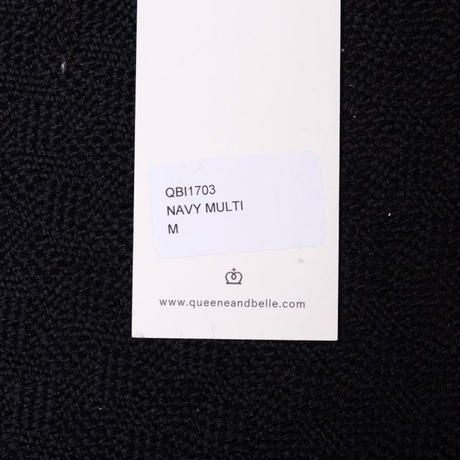 QBI1703
NAVY MULTI
M
www.queeneandbelle.com